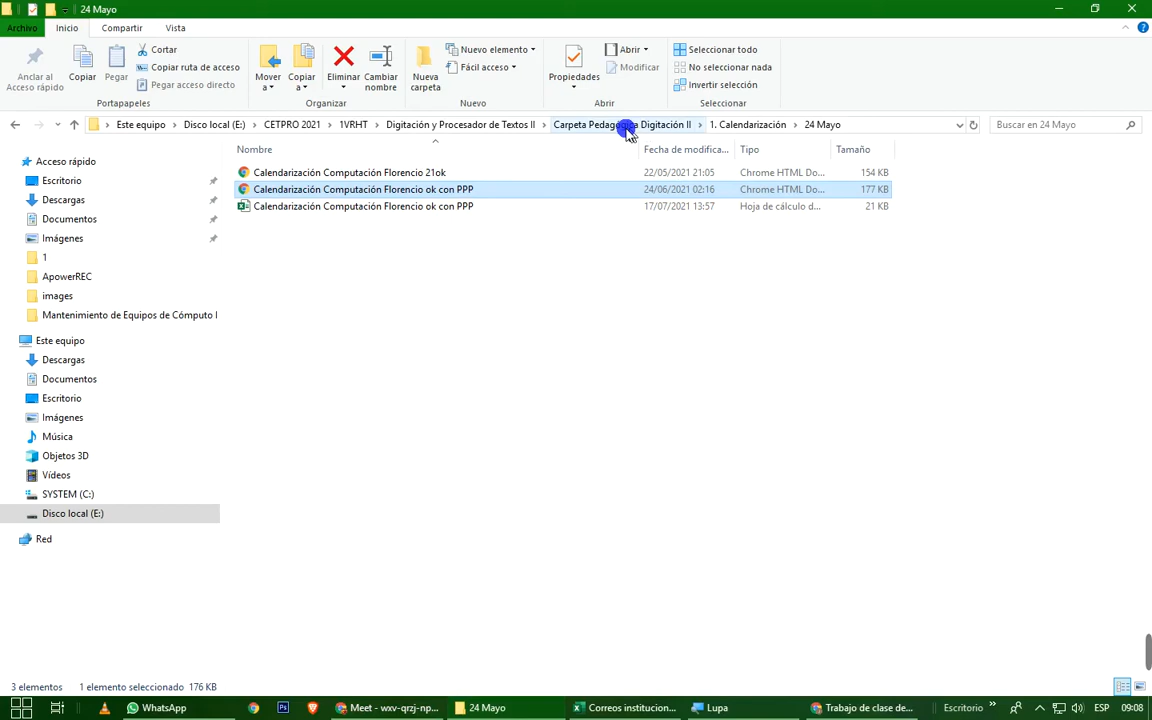 24 Mayo
Archivo Inicio Compartir Vista
Anclar al Acceso rápido
Copiar
Pegar
Cortar
Copiar ruta de acceso
Pegar acceso directo
Portapapeles
Mover a
Copiar a
Eliminar
Cambiar nombre
Organizar
Nueva carpeta
Nuevo elemento
Fácil acceso
Nuevo
Propiedades
Abrir
Modificar
Abrir
Seleccionar todo
No seleccionar nada
Invertir selección
Seleccionar
Este equipo > Disco local (E:) > CETPRO 2021 > 1VRHT > Digitación y Procesador de Textos II > Carpeta Pedagógica Digitación II > 1. Calendarización > 24 Mayo
Buscar en 24 Mayo
Nombre Fecha de modifica... Tipo Tamaño
Calendarización Computación Florencio 21ok 22/05/2021 21:05 Chrome HTML Do... 154 KB
Calendarización Computación Florencio ok con PPP 24/06/2021 02:16 Chrome HTML Do... 177 KB
Calendarización Computación Florencio ok con PPP 17/07/2021 13:57 Hoja de cálculo d... 21 KB
Acceso rápido
Escritorio
Descargas
Documentos
Imágenes
1
ApowerREC
images
Mantenimiento de Equipos de Cómputo I
Este equipo
Descargas
Documentos
Escritorio
Imágenes
Música
Objetos 3D
Vídeos
SYSTEM (C:)
Disco local (E:)
Red
3 elementos 1 elemento seleccionado 176 KB
WhatsApp
Meet - wxv-qrzj-np...
24 Mayo
Correos institucion...
Lupa
Trabajo de clase de...
Escritorio
ESP
09:08